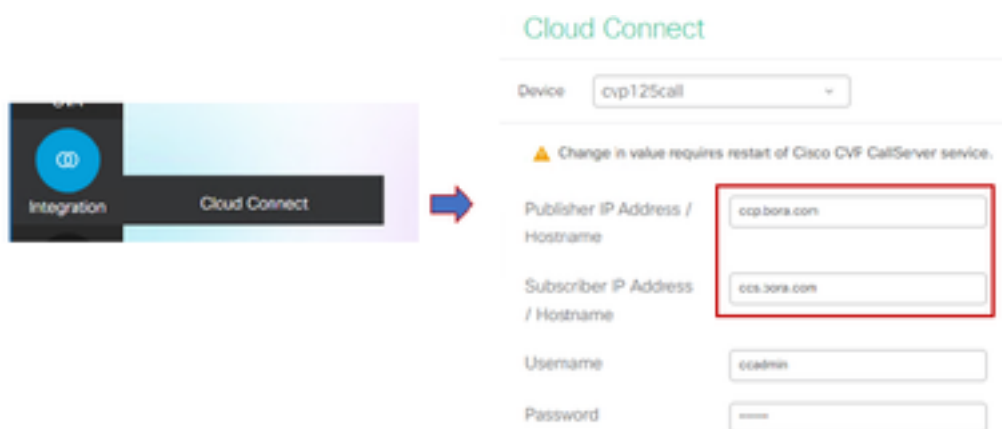 Integration
Cloud Connect
Cloud Connect
Device
cvp125call
Change in value requires restart of Cisco CVF CallServer service.
Publisher IP Address /
Hostname
ccp.bora.com
Subscriber IP Address
/ Hostname
ccs.bora.com
Username
ccadmin
Password